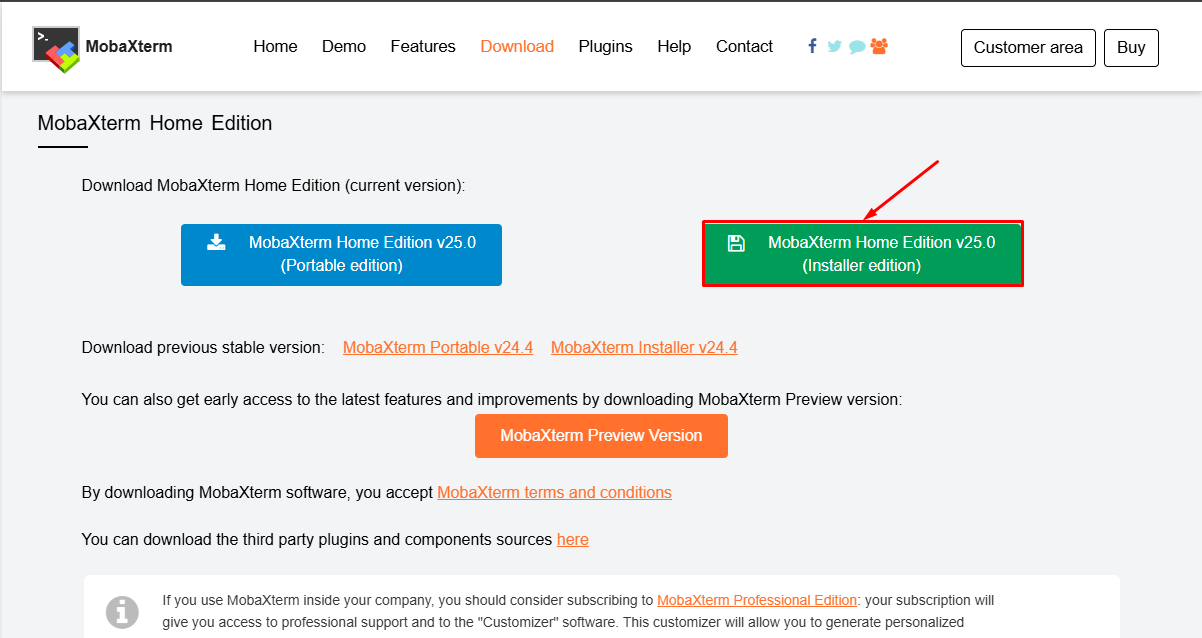 MobaXterm
Home Demo Features Download Plugins Help Contact
Customer area Buy
MobaXterm Home Edition
Download MobaXterm Home Edition (current version):
MobaXterm Home Edition v25.0
(Portable edition)
MobaXterm Home Edition v25.0
(Installer edition)
Download previous stable version: MobaXterm Portable v24.4 MobaXterm Installer v24.4
You can also get early access to the latest features and improvements by downloading MobaXterm Preview version:
MobaXterm Preview Version
By downloading MobaXterm software, you accept MobaXterm terms and conditions
You can download the third party plugins and components sources here
If you use MobaXterm inside your company, you should consider subscribing to MobaXterm Professional Edition: your subscription will
give you access to professional support and to the "Customizer" software. This customizer will allow you to generate personalized